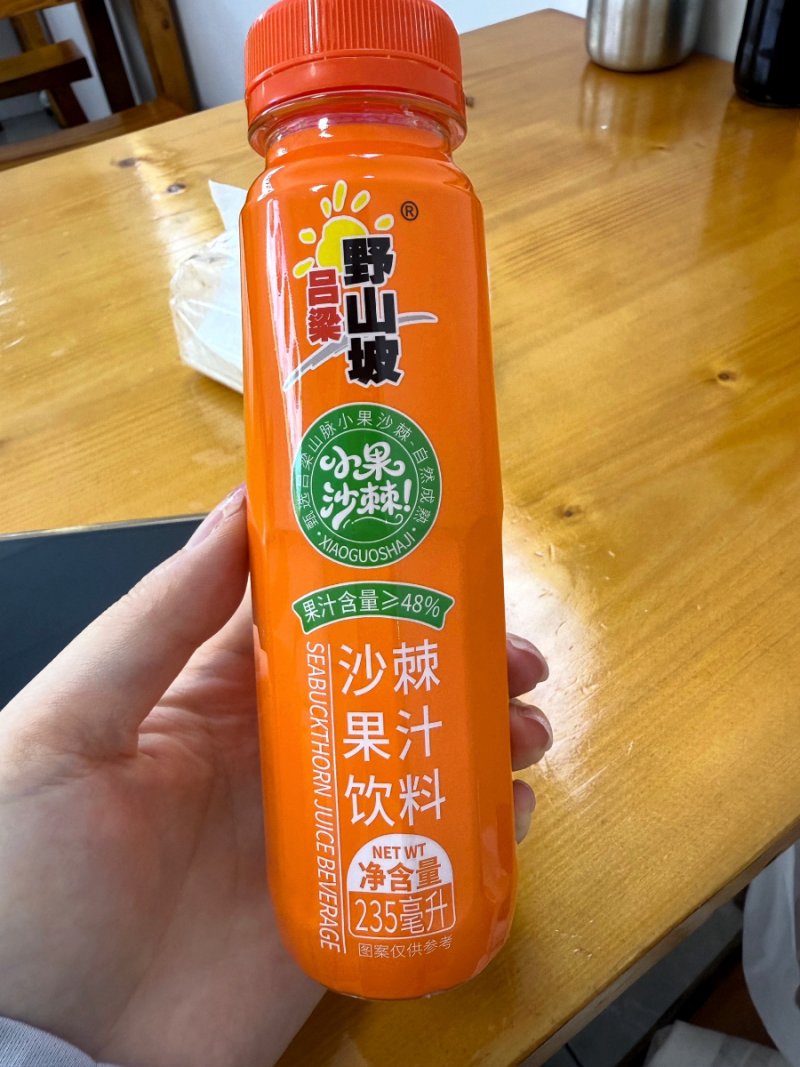 ®
吕梁
野山坡
甄选吕梁山脉小果沙棘-自然成熟
小果
沙棘!
·XIAOGUOSHAJI·
果汁含量≥48%
沙棘
果汁
饮料
SEABUCKTHORN JUICE BEVERAGE
NET WT
净含量
235毫升
图案仅供参考